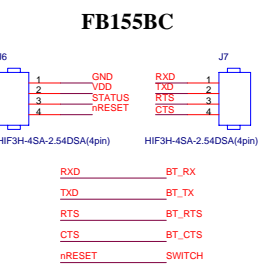 FB155BC
J6
J7
1 GND
2 VDD
3 STATUS
4 nRESET
RXD 1
TXD 2
RTS 3
CTS 4
HIF3H-4SA-2.54DSA(4pin)
HIF3H-4SA-2.54DSA(4pin)
RXD BT_RX
TXD BT_TX
RTS BT_RTS
CTS BT_CTS
nRESET SWITCH